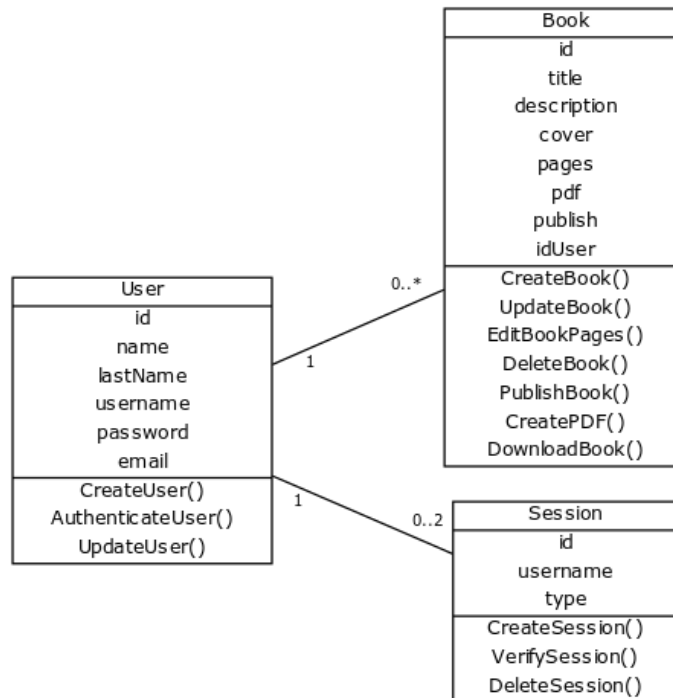 Book
id
title
description
cover
pages
pdf
publish
idUser
CreateBook()
UpdateBook()
EditBookPages()
DeleteBook()
PublishBook()
CreatePDF()
DownloadBook()
0..*
1
User
id
name
lastName
username
password
email
CreateUser()
AuthenticateUser()
UpdateUser()
1
0..2
Session
id
username
type
CreateSession()
VerifySession()
DeleteSession()